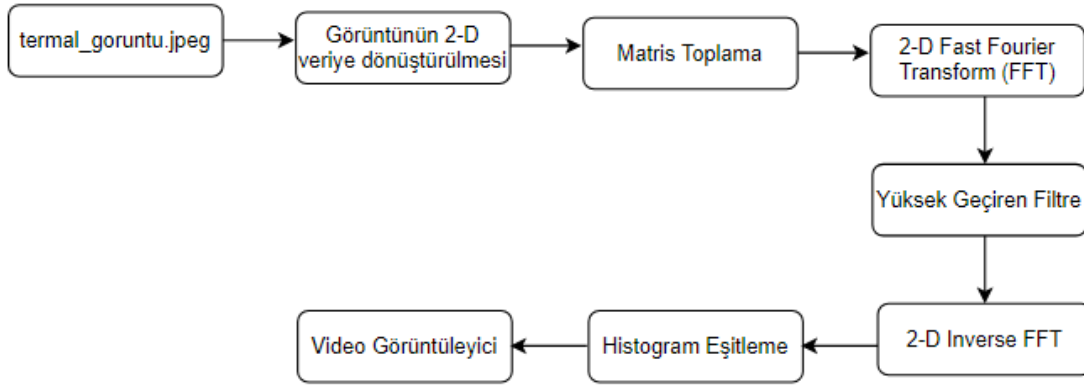 termal_goruntu.jpeg
Görüntünün 2-D
veriye dönüştürülmesi
Matris Toplama
2-D Fast Fourier
Transform (FFT)
Yüksek Geçiren Filtre
2-D Inverse FFT
Histogram Eşitleme
Video Görüntüleyici